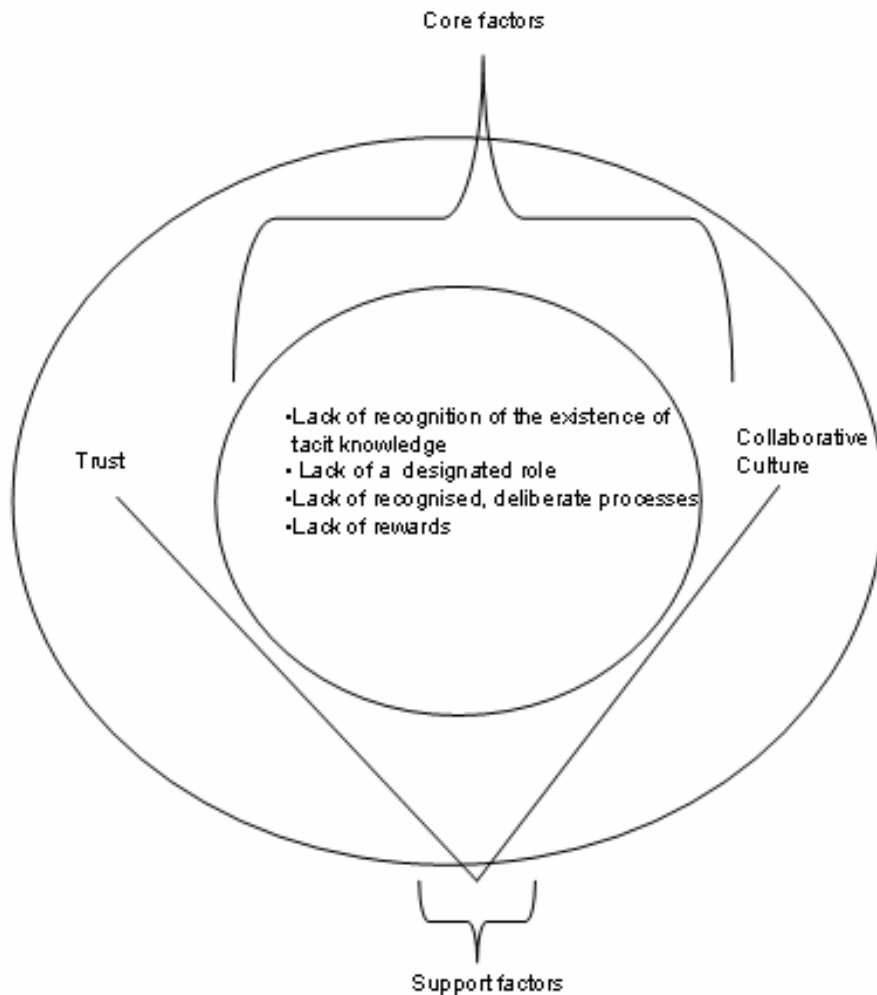 Core factors
•Lack of recognition of the existence of
tacit knowledge
• Lack of a designated role
•Lack of recognised, deliberate processes
•Lack of rewards
Trust
Collaborative
Culture
Support factors